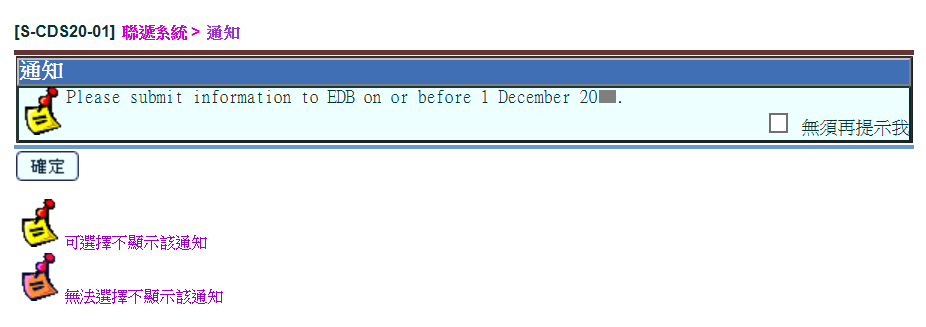 [S-CDS20-01] 聯遞系統 > 通知
通知
Please submit information to EDB on or before 1 December 20 .
無須再提示我
確定
可選擇不顯示該通知
無法選擇不顯示該通知